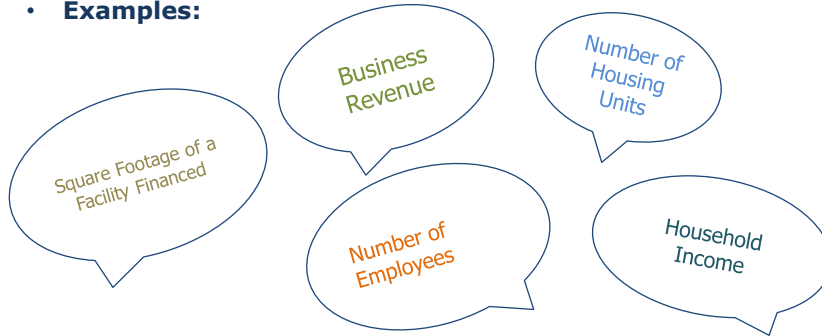 • Examples:
Business
Revenue
Number of
Housing
Units
Square Footage of a
Facility Financed
Number of
Employees
Household
Income